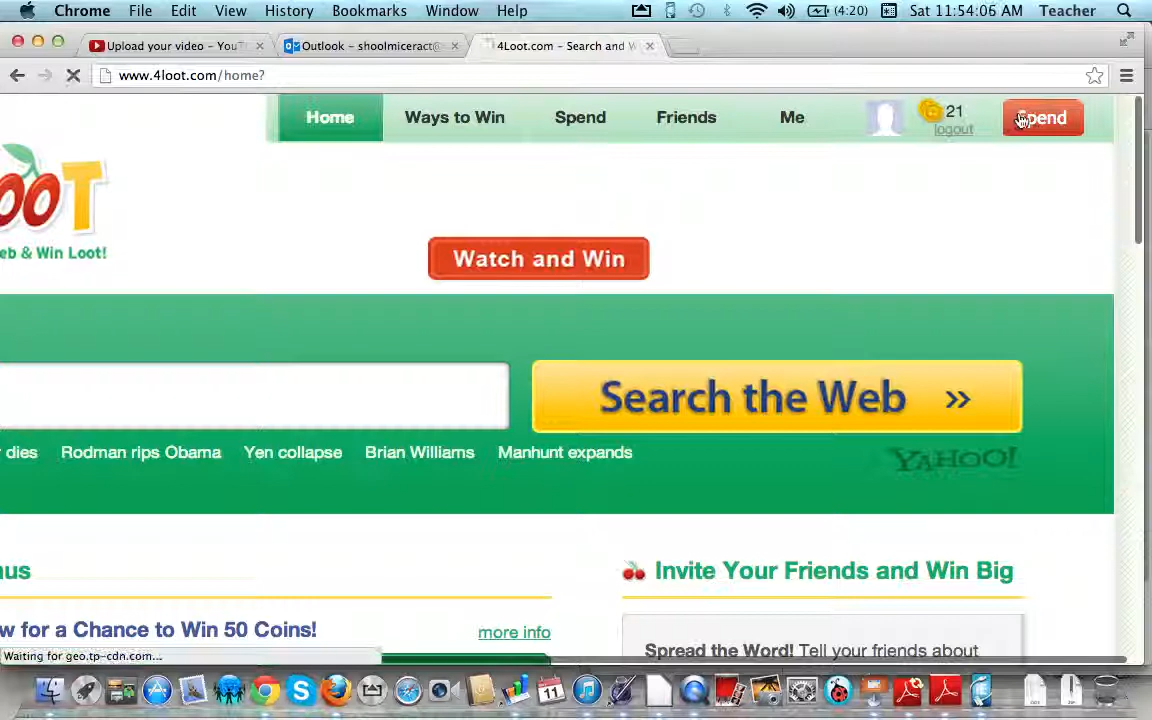 Chrome File Edit View History Bookmarks Window Help (4:20) Sat 11:54:06 AM Teacher
Upload your video – You Outlook – shoolmiceract@ 4Loot.com - Search and W
www.4loot.com/home?
Home Ways to Win Spend Friends Me 21 logout Spend
OOT
eb & Win Loot!
Watch and Win
Search the Web »
r dies Rodman rips Obama Yen collapse Brian Williams Manhunt expands
YAHOO!
nus
Invite Your Friends and Win Big
w for a Chance to Win 50 Coins! more info
Spread the Word! Tell your friends about
Waiting for geo.tp-cdn.com...
11